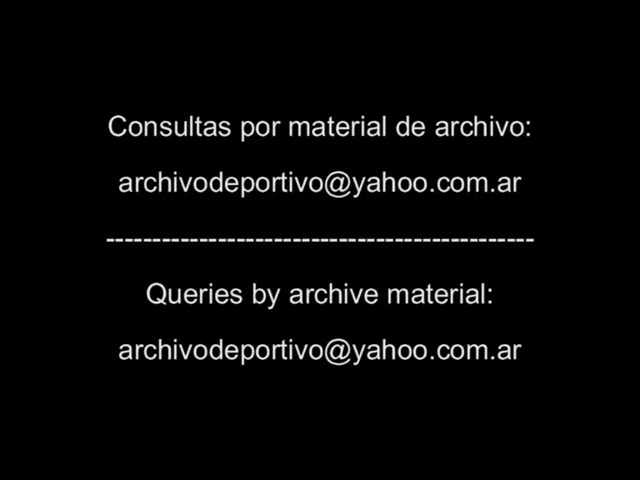 Consultas por material de archivo:
archivodeportivo@yahoo.com.ar
----------------------------------------------
Queries by archive material:
archivodeportivo@yahoo.com.ar